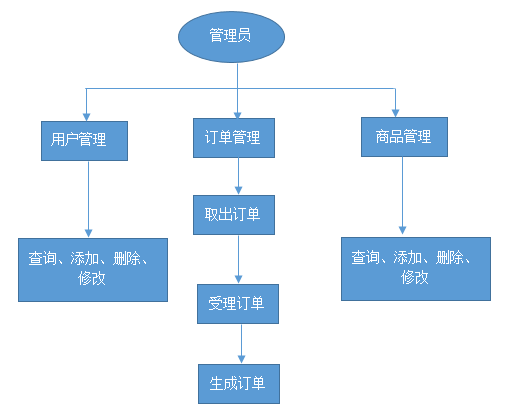 管理员
用户管理
订单管理
商品管理
取出订单
查询、添加、删除、
修改
查询、添加、删除、
修改
受理订单
生成订单